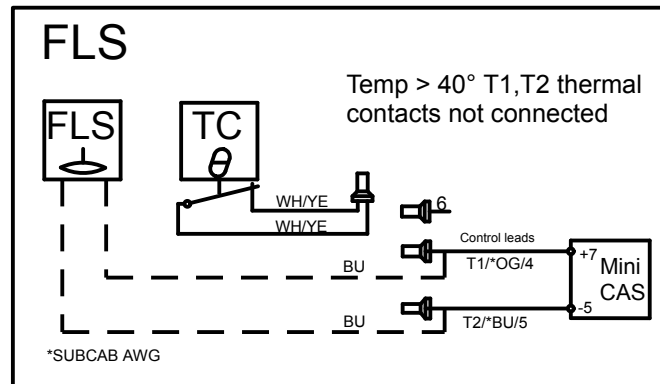 FLS
Temp > 40° T1,T2 thermal
contacts not connected
FLS
TC
WH/YE
WH/YE
6
Control leads
BU
T1/*OG/4
+7
Mini
CAS
-5
BU
T2/*BU/5
*SUBCAB AWG